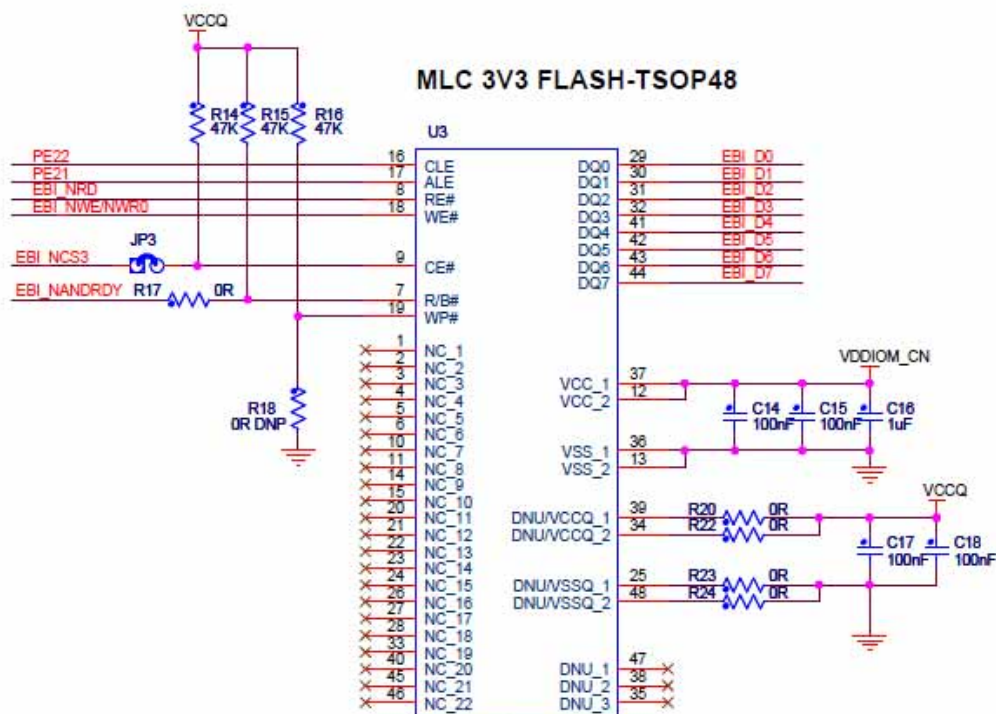 VCCQ
MLC 3V3 FLASH-TSOP48
R14 R15 R16
47K 47K 47K
U3
PE22 16 CLE DQ0 29 EBI_D0
PE21 17 ALE DQ1 30 EBI_D1
EBI_NRD 8 RE# DQ2 31 EBI_D2
EBI_NWE/NWR0 18 WE# DQ3 32 EBI_D3
DQ4 41 EBI_D4
JP3 DQ5 42 EBI_D5
EBI_NCS3 9 CE# DQ6 43 EBI_D6
DQ7 44 EBI_D7
EBI_NANDRDY R17 0R 7 R/B#
19 WP#
1 NC_1
2 NC_2
3 NC_3
4 NC_4
5 NC_5
6 NC_6
10 NC_7
11 NC_8
14 NC_9
15 NC_10
20 NC_11
21 NC_12
22 NC_13
23 NC_14
24 NC_15
26 NC_16
27 NC_17
28 NC_18
33 NC_19
40 NC_20
45 NC_21
46 NC_22
R18
0R DNP
VDDIOM_CN
VCC_1 37
VCC_2 12
C14 C15 C16
100nF 100nF 1uF
VSS_1 36
VSS_2 13
VCCQ
DNU/VCCQ_1 39 R20 0R
DNU/VCCQ_2 34 R22 0R
C17 C18
100nF 100nF
DNU/VSSQ_1 25 R23 0R
DNU/VSSQ_2 48 R24 0R
DNU_1 47
DNU_2 38
DNU_3 35